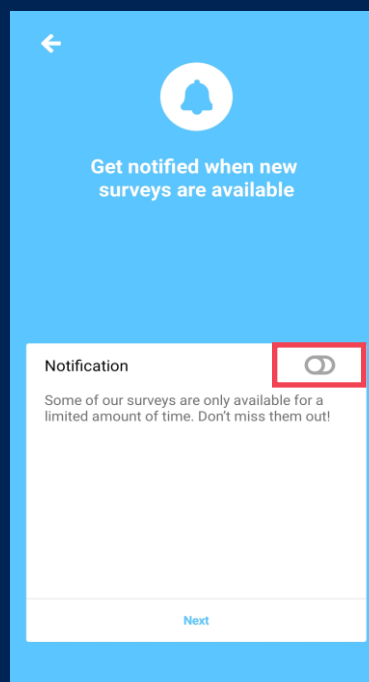 Get notified when new
surveys are available
Notification
Some of our surveys are only available for a
limited amount of time. Don't miss them out!
Next